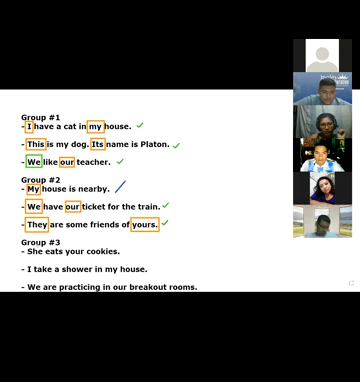 Group #1
- I have a cat in my house.
- This is my dog. Its name is Platon.
- We like our teacher.
Group #2
- My house is nearby.
- We have our ticket for the train.
- They are some friends of yours.
Group #3
- She eats your cookies.
- I take a shower in my house.
- We are practicing in our breakout rooms.